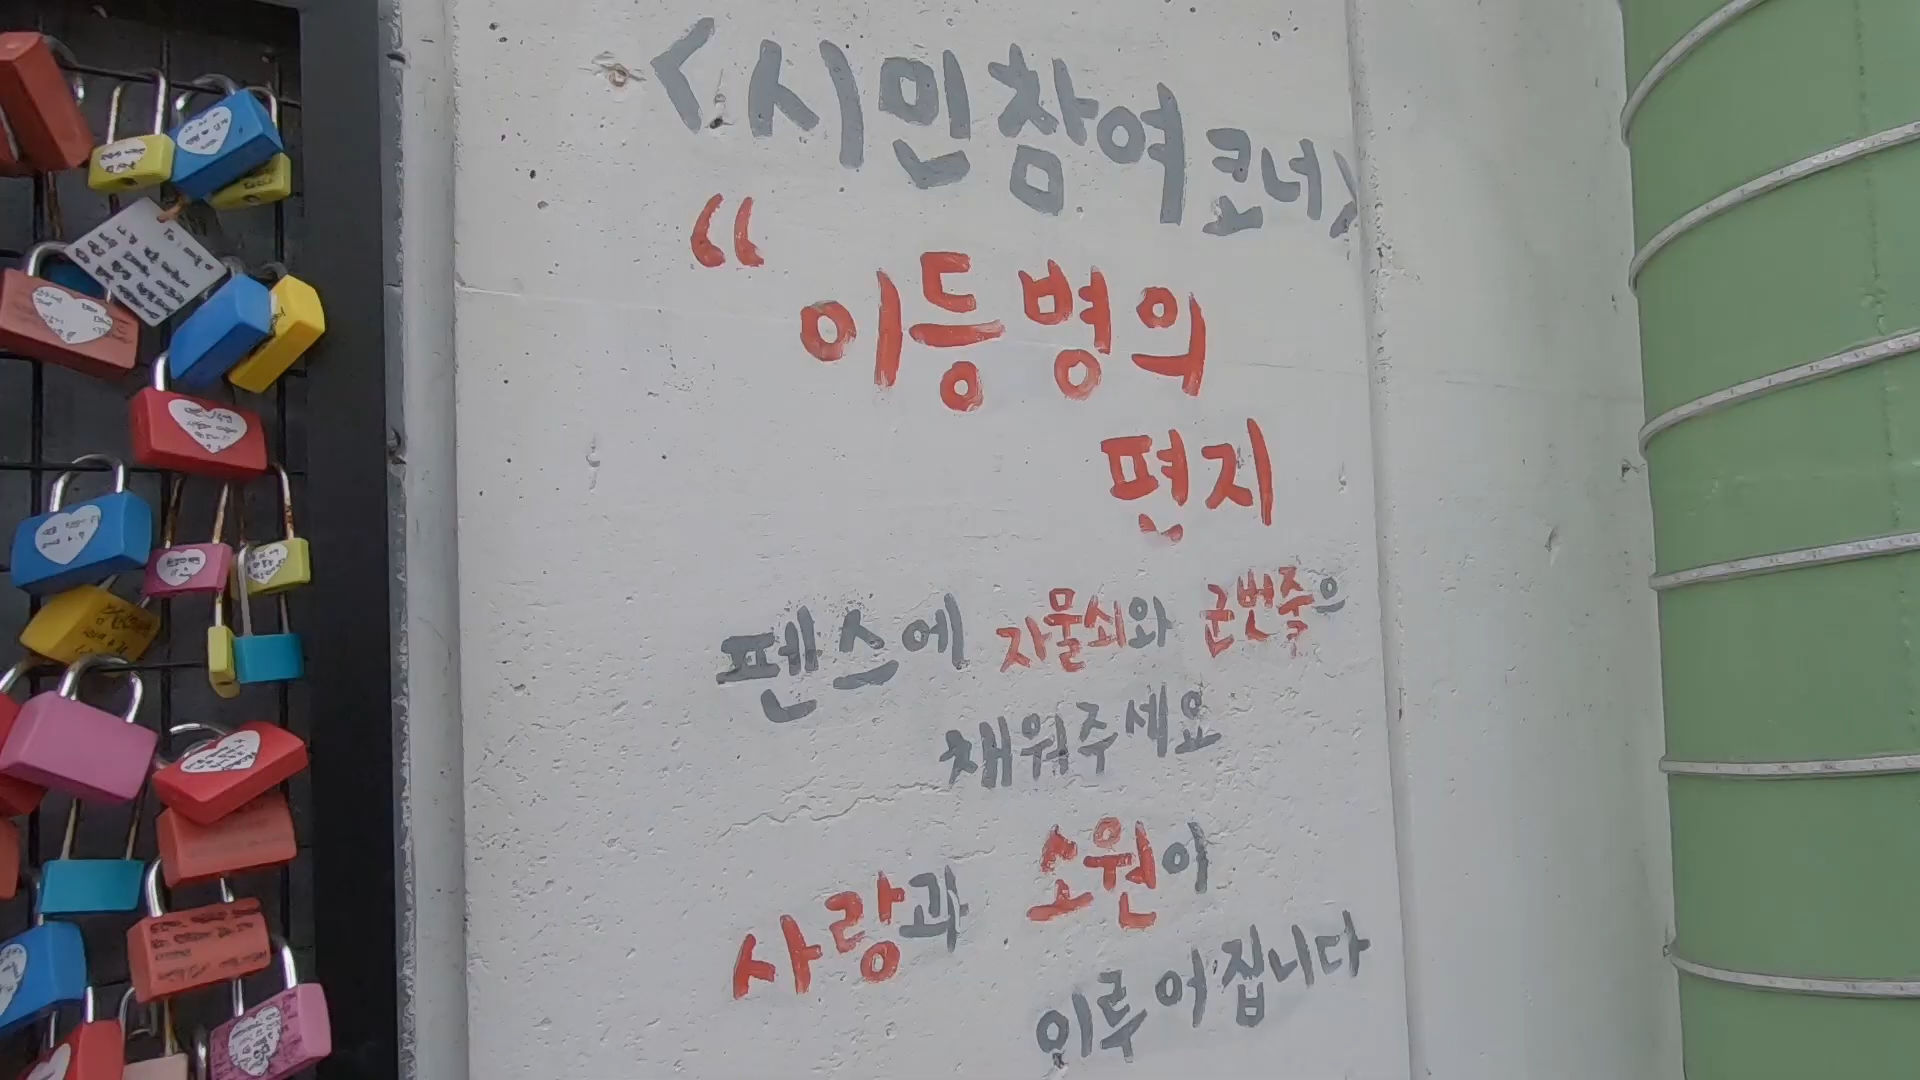 <시민참여 코너>
“이등병의
편지
펜스에 자물쇠와 군번줄으
채워주세요
사랑과 소원이
이루어집니다